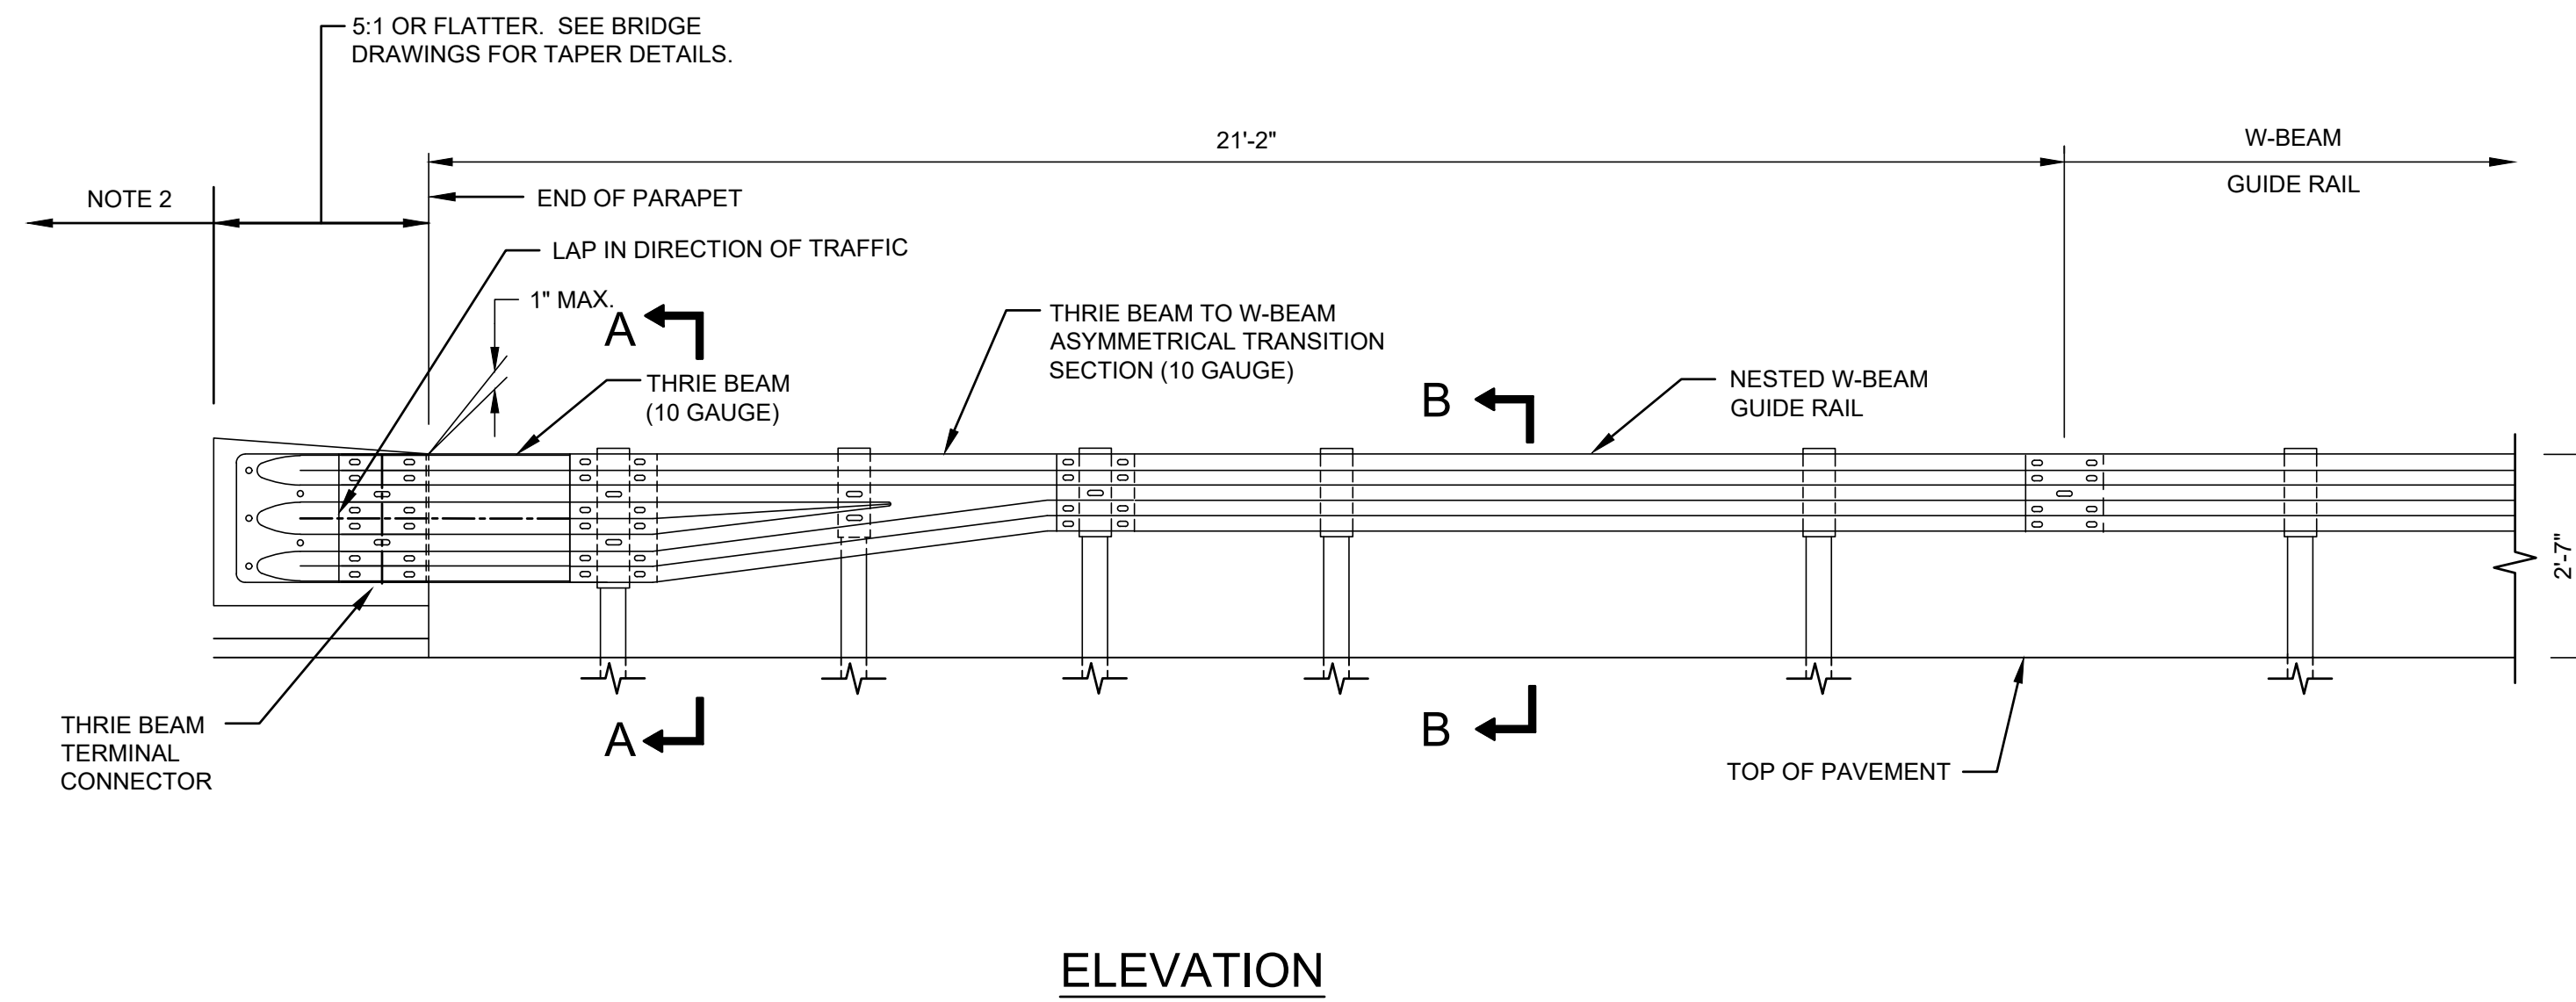 5:1 OR FLATTER. SEE BRIDGE
DRAWINGS FOR TAPER DETAILS.
21'-2"
W-BEAM
GUIDE RAIL
NOTE 2
END OF PARAPET
LAP IN DIRECTION OF TRAFFIC
1" MAX.
A
THRIE BEAM
(10 GAUGE)
THRIE BEAM TO W-BEAM
ASYMMETRICAL TRANSITION
SECTION (10 GAUGE)
B
NESTED W-BEAM
GUIDE RAIL
2'-7"
THRIE BEAM
TERMINAL
CONNECTOR
A
B
TOP OF PAVEMENT
ELEVATION